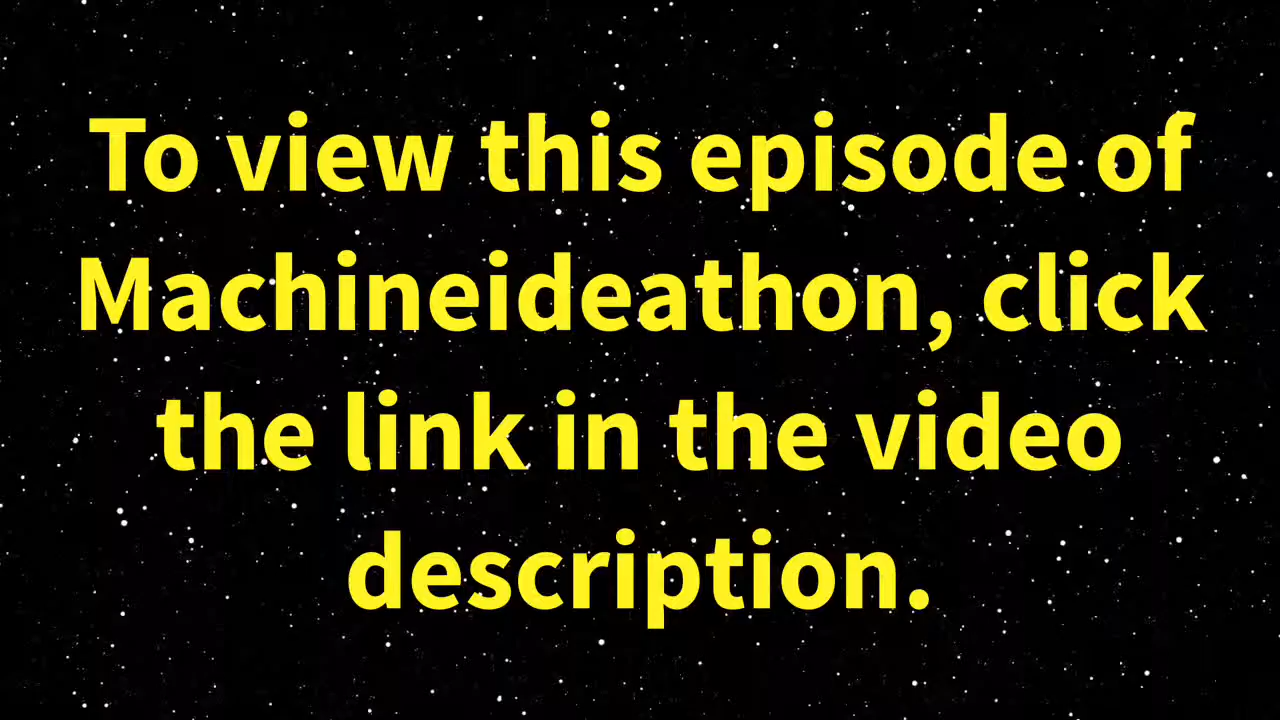 To view this episode of
Machineideathon, click
the link in the video
description.